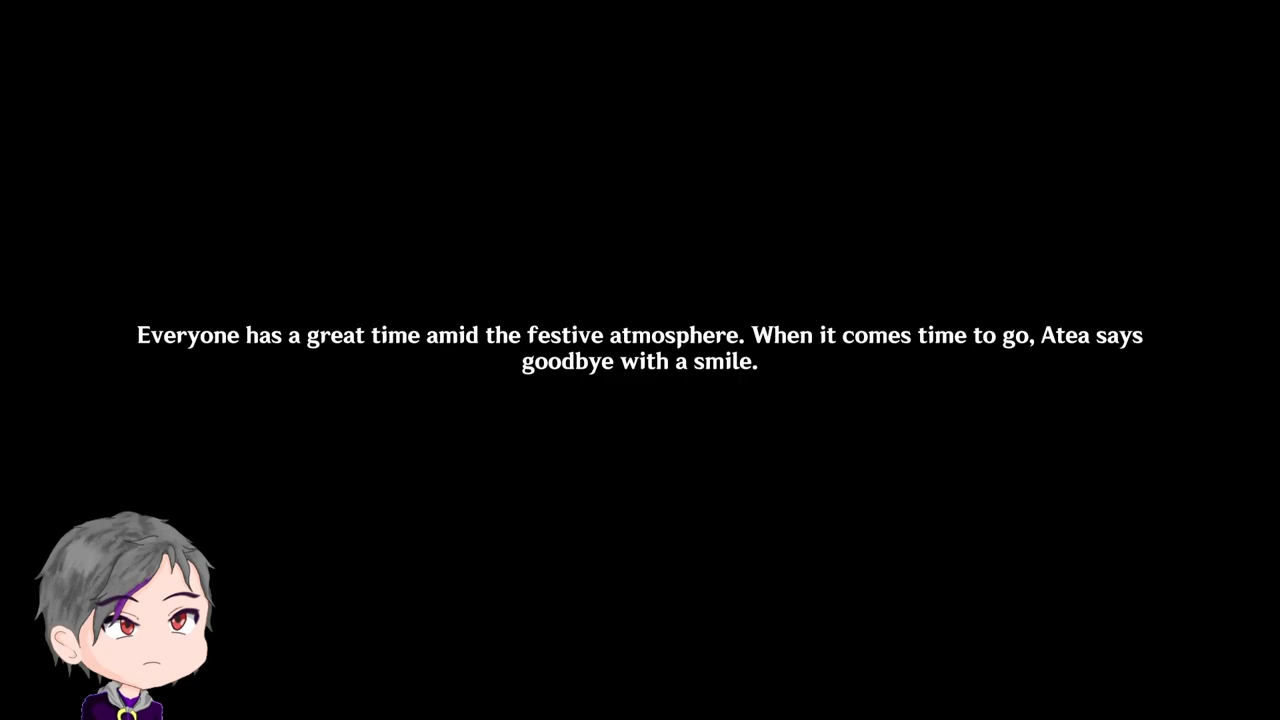 Everyone has a great time amid the festive atmosphere. When it comes time to go, Atea says
goodbye with a smile.